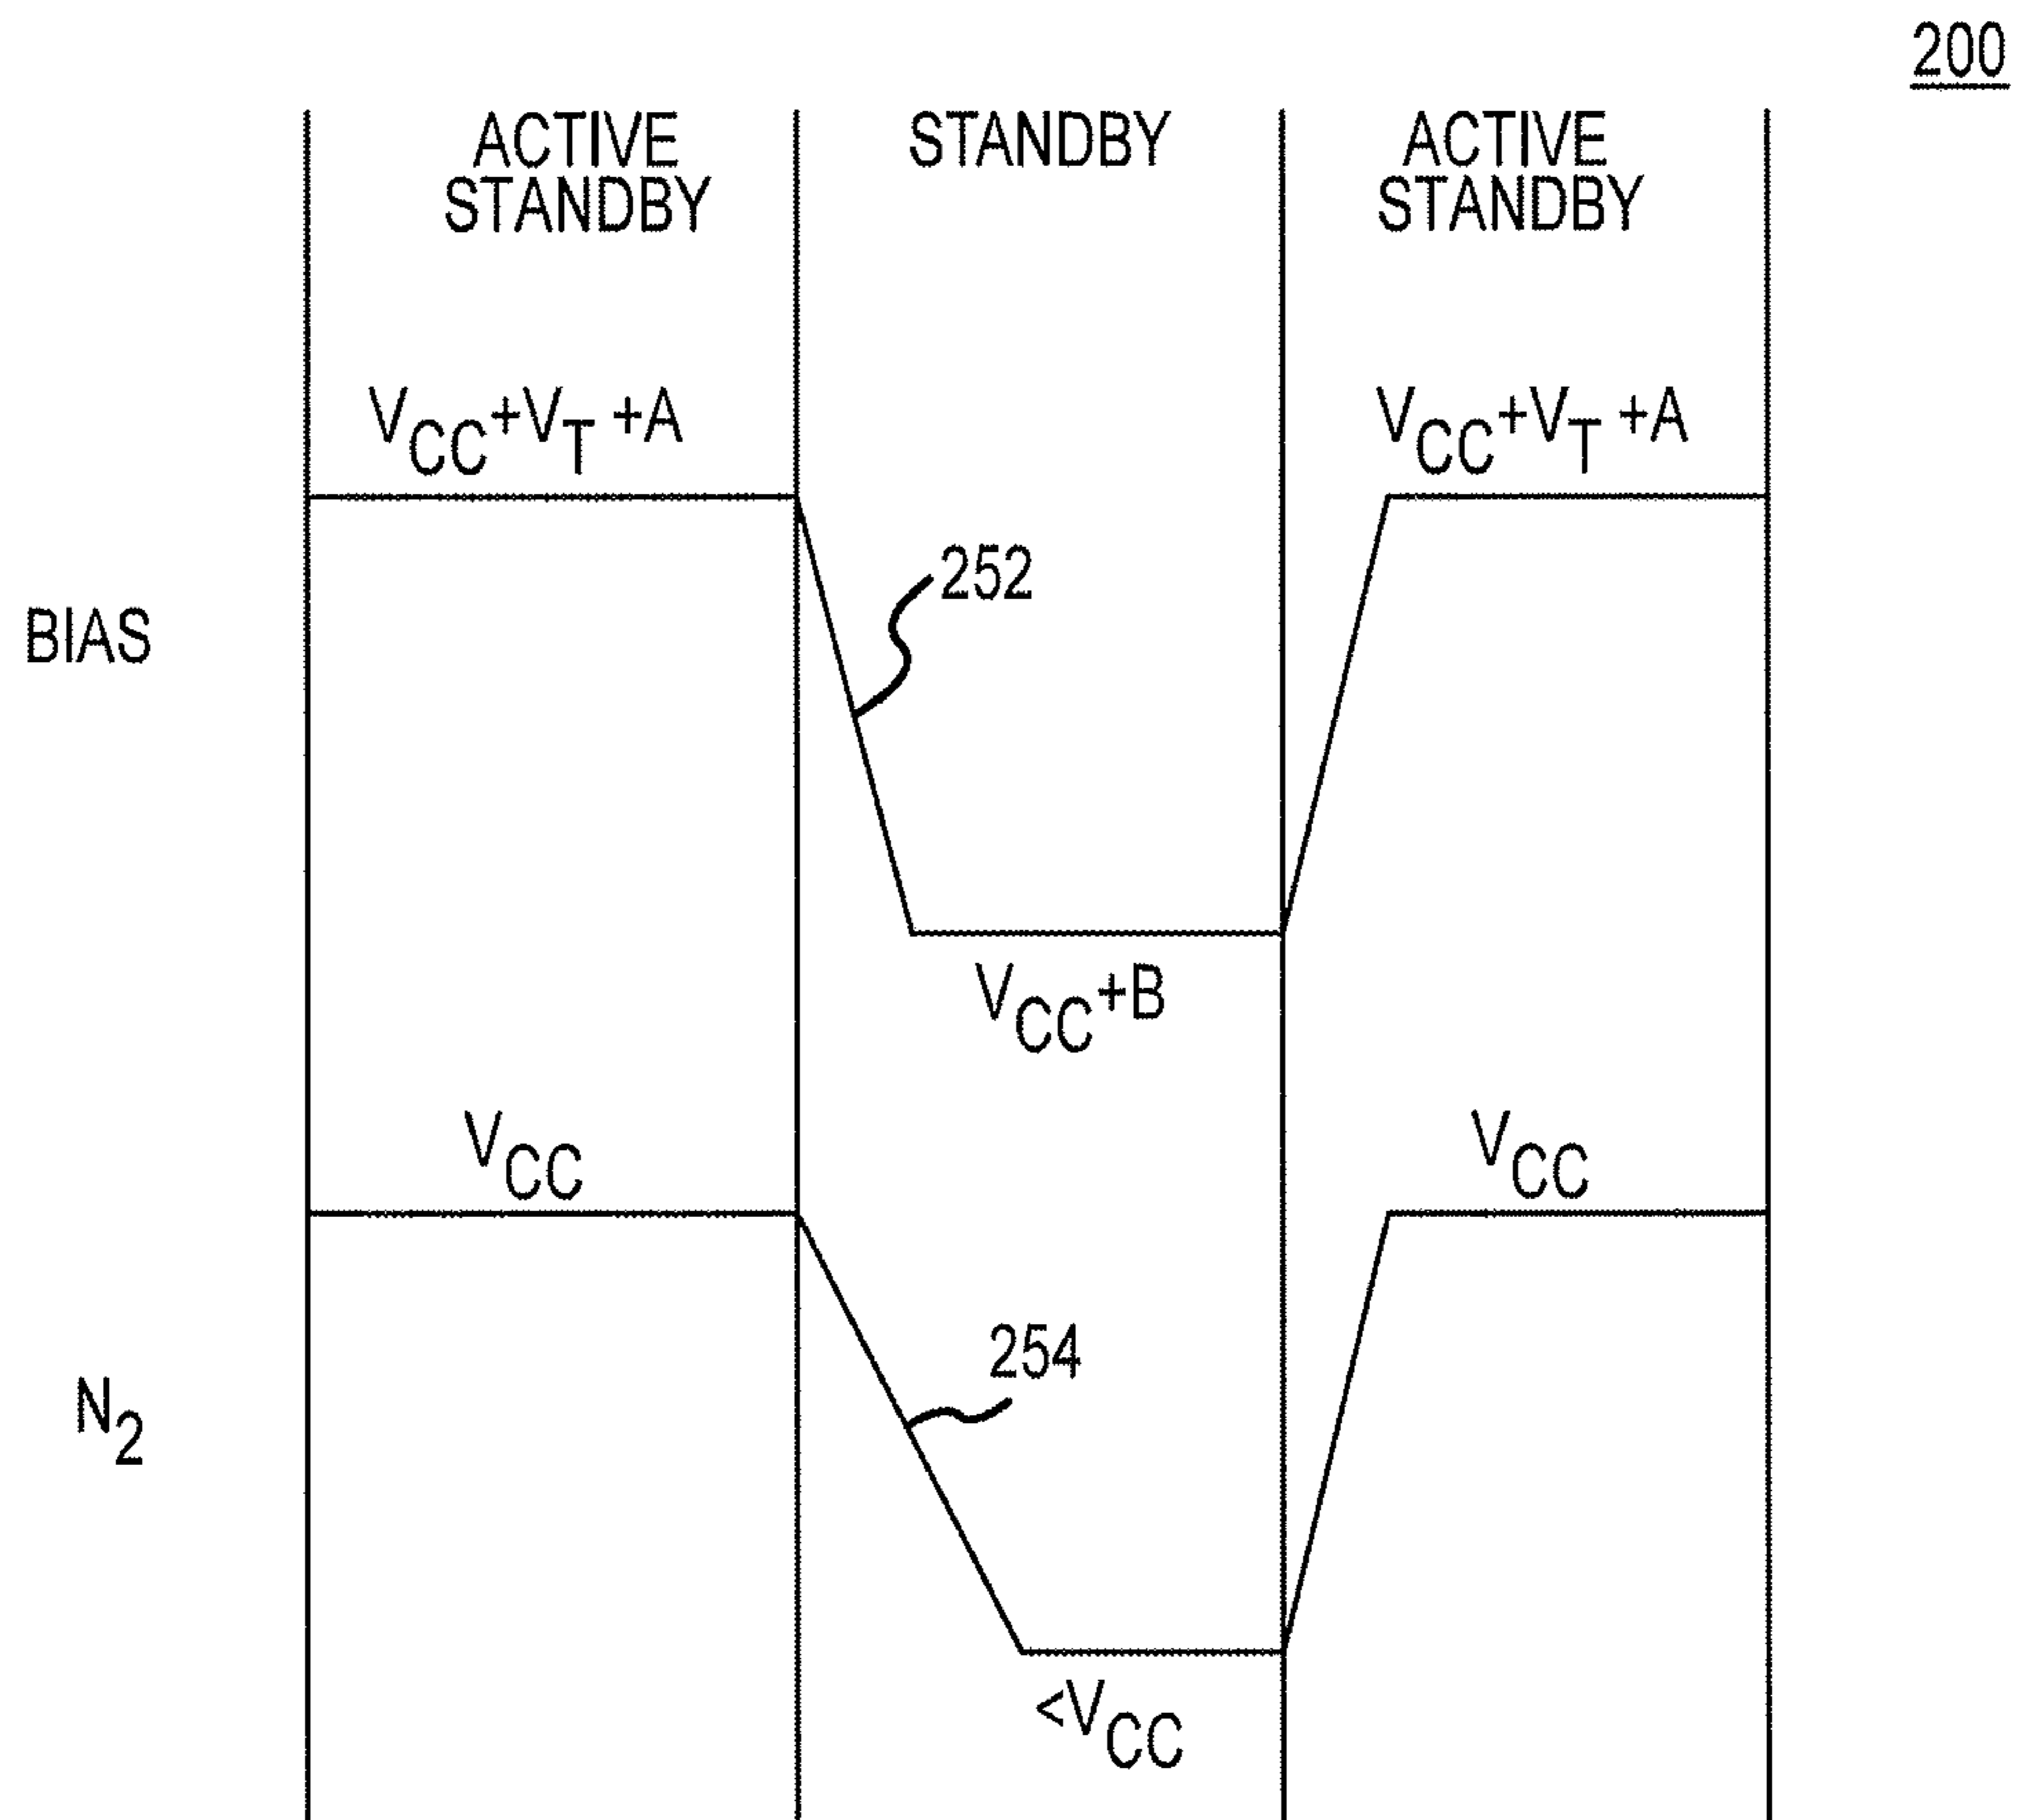 200
ACTIVE
STANDBY
STANDBY
ACTIVE
STANDBY
VCC+VT +A
VCC+VT +A
252
BIAS
VCC+B
VCC
VCC
254
N2
<VCC